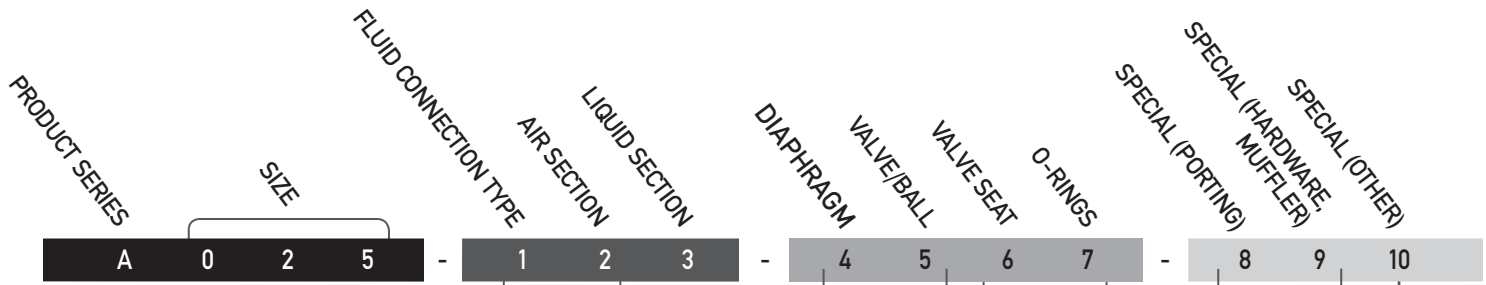 PRODUCT SERIES
SIZE
FLUID CONNECTION TYPE
AIR SECTION
LIQUID SECTION
DIAPHRAGM
VALVE/BALL
VALVE SEAT
O-RINGS
SPECIAL (PORTING)
SPECIAL (HARDWARE,
MUFFLER)
SPECIAL (OTHER)
A 0 2 5 - 1 2 3 - 4 5 6 7 - 8 9 10